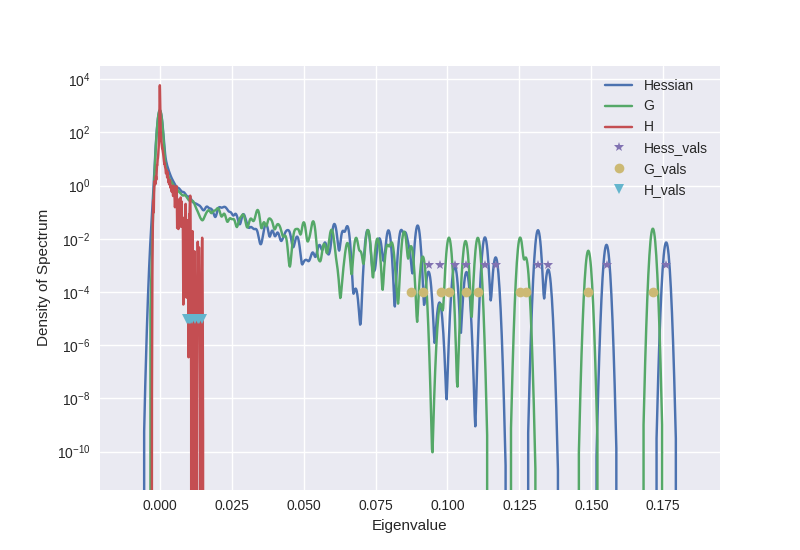 10^4
10^2
10^0
10^−2
10^−4
10^−6
10^−8
10^−10
Density of Spectrum
Hessian
G
H
Hess_vals
G_vals
H_vals
0.000 0.025 0.050 0.075 0.100 0.125 0.150 0.175
Eigenvalue